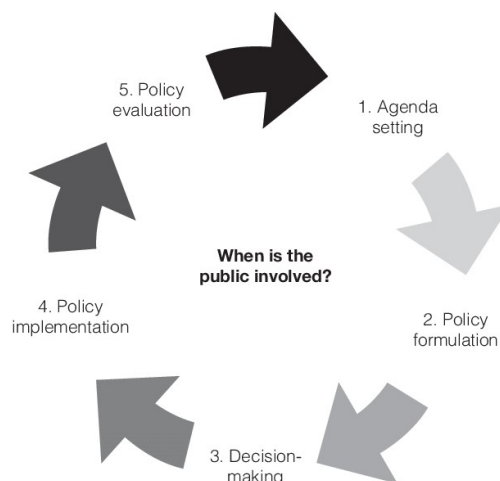 5. Policy
evaluation
1. Agenda
setting
When is the
public involved?
4. Policy
implementation
2. Policy
formulation
3. Decision-
making